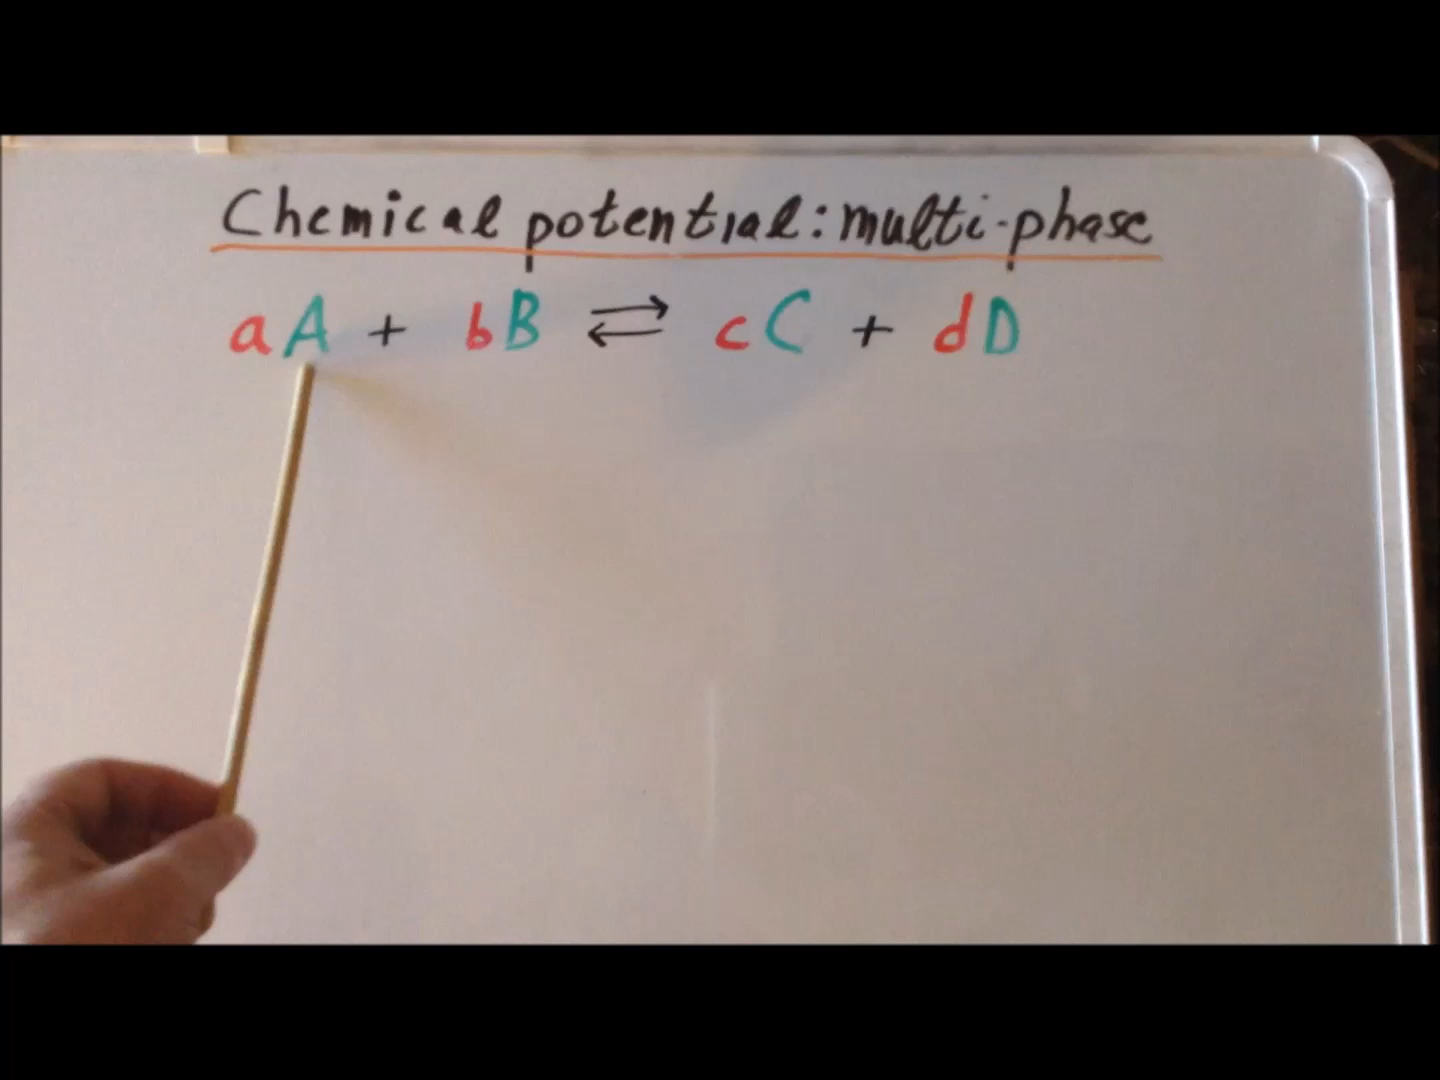 Chemical potential: multi-phase
aA + bB ⇌ cC + dD